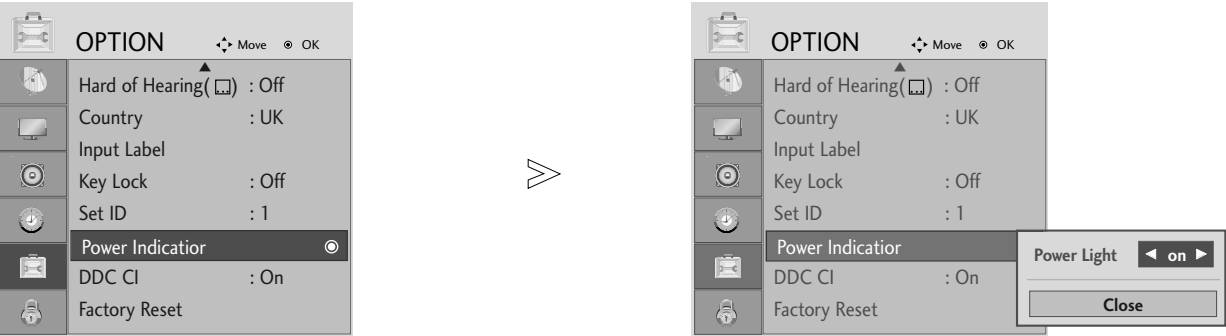 OPTION Move OK
Hard of Hearing( ) : Off
Country : UK
Input Label
Key Lock : Off
Set ID : 1
Power Indicatior
DDC CI : On
Factory Reset
OPTION Move OK
Hard of Hearing( ) : Off
Country : UK
Input Label
Key Lock : Off
Set ID : 1
Power Indicatior
DDC CI : On
Factory Reset
Power Light ◄ on ►
Close